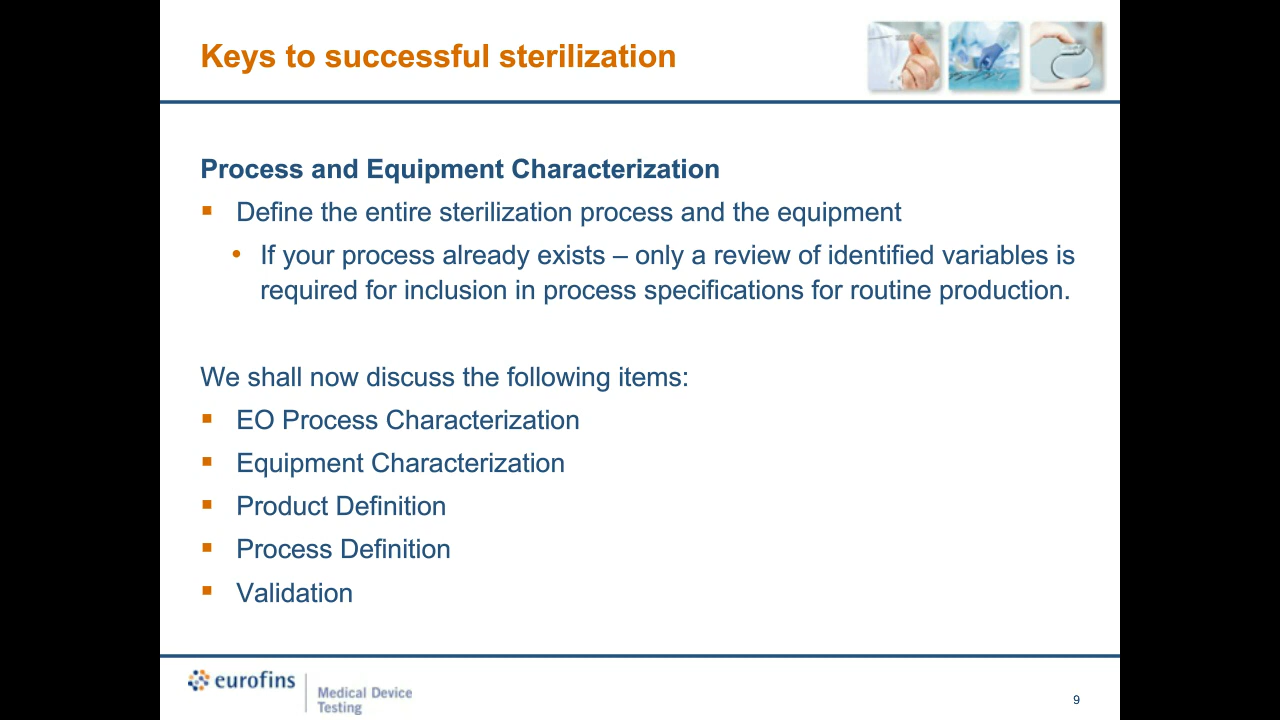 Keys to successful sterilization
Process and Equipment Characterization
▪ Define the entire sterilization process and the equipment
• If your process already exists – only a review of identified variables is
required for inclusion in process specifications for routine production.
We shall now discuss the following items:
▪ EO Process Characterization
▪ Equipment Characterization
▪ Product Definition
▪ Process Definition
▪ Validation
eurofins
Medical Device
Testing
9